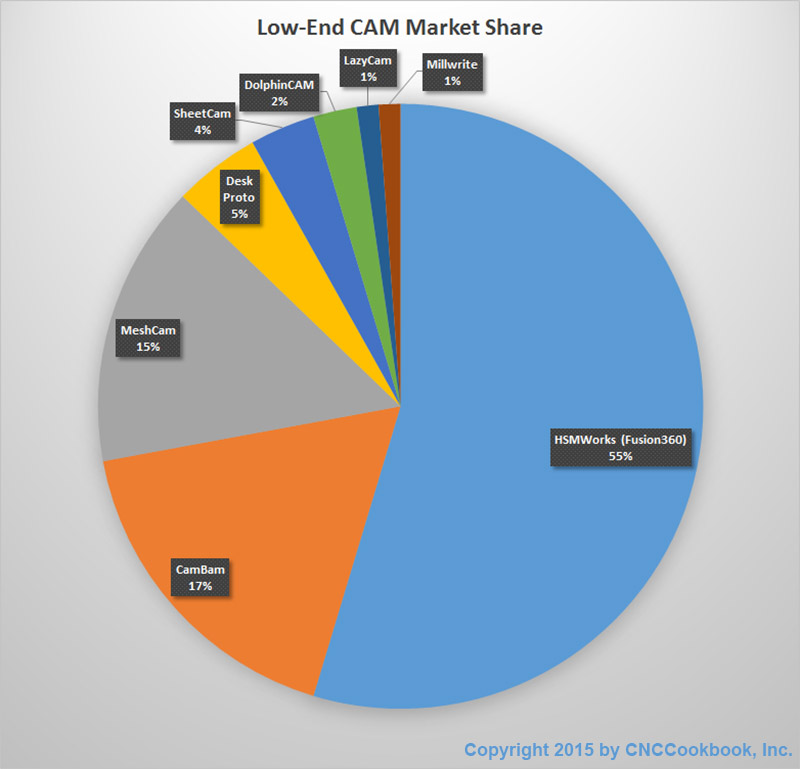 Low-End CAM Market Share
LazyCam
1%
Millwrite
1%
DolphinCAM
2%
SheetCam
4%
Desk
Proto
5%
MeshCam
15%
HSMWorks (Fusion360)
55%
CamBam
17%
Copyright 2015 by CNCCookbook, Inc.